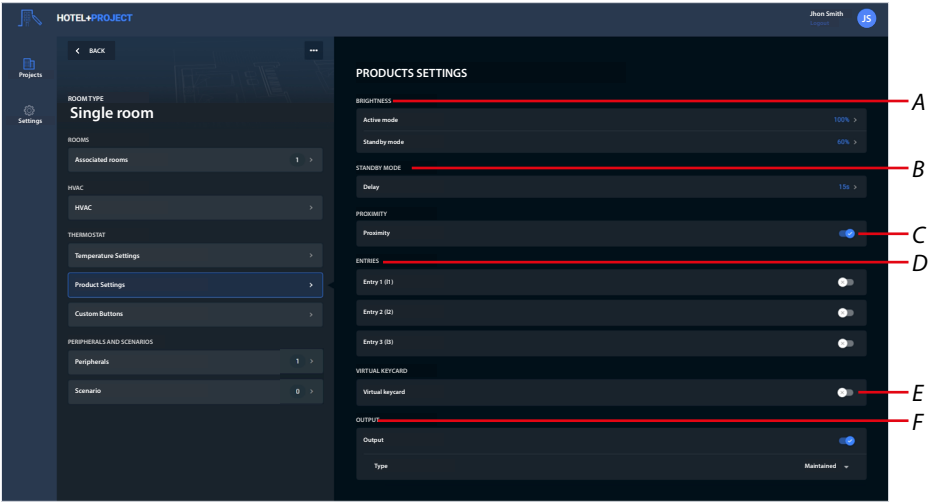 HOTEL+PROJECT
Jhon Smith
Logout
JS
Projects
Settings
BACK
ROOM TYPE
Single room
ROOMS
Associated rooms 1
HVAC
HVAC
THERMOSTAT
Temperature Settings
Product Settings
Custom Buttons
PERIPHERALS AND SCENARIOS
Peripherals 1
Scenario 0
PRODUCTS SETTINGS
BRIGHTNESS
Active mode 100%
Standby mode 60%
STANDBY MODE
Delay 15s
PROXIMITY
Proximity
ENTRIES
Entry 1 (I1)
Entry 2 (I2)
Entry 3 (I3)
VIRTUAL KEYCARD
Virtual keycard
OUTPUT
Output
Type Maintained
A
B
C
D
E
F